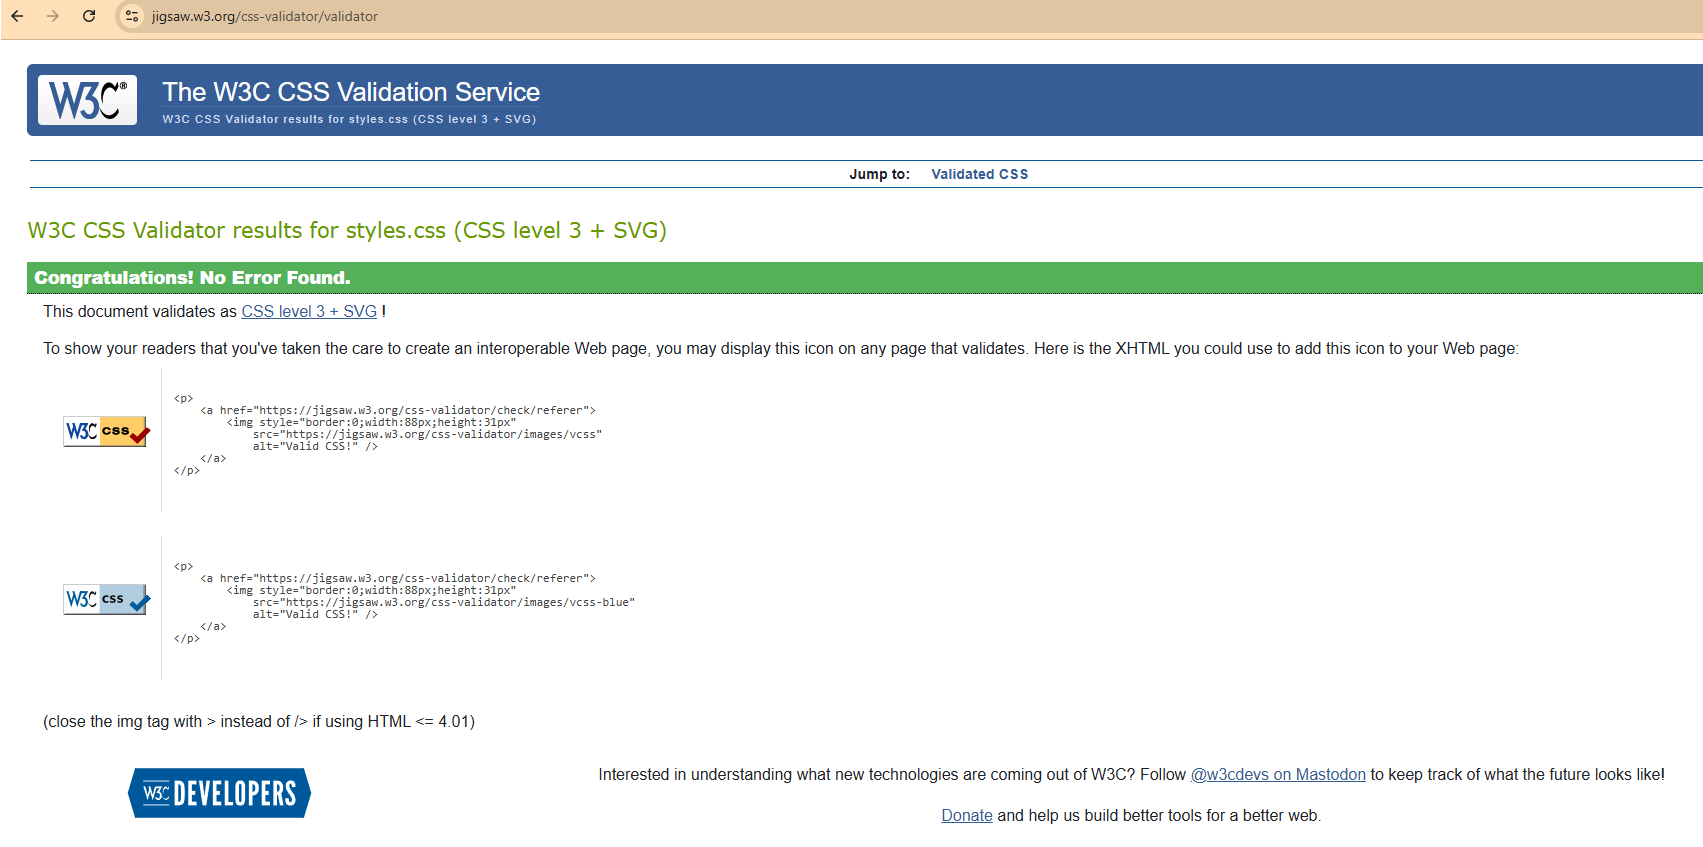 jigsaw.w3.org/css-validator/validator
W3C®
The W3C CSS Validation Service
W3C CSS Validator results for styles.css (CSS level 3 + SVG)
Jump to: Validated CSS
W3C CSS Validator results for styles.css (CSS level 3 + SVG)
Congratulations! No Error Found.
This document validates as CSS level 3 + SVG !
To show your readers that you've taken the care to create an interoperable Web page, you may display this icon on any page that validates. Here is the XHTML you could use to add this icon to your Web page:
W3C css
<p>
<a href="https://jigsaw.w3.org/css-validator/check/referer">
<img style="border:0;width:88px;height:31px"
src="https://jigsaw.w3.org/css-validator/images/vcss"
alt="Valid CSS!" />
</a>
</p>
W3C css
<p>
<a href="https://jigsaw.w3.org/css-validator/check/referer">
<img style="border:0;width:88px;height:31px"
src="https://jigsaw.w3.org/css-validator/images/vcss-blue"
alt="Valid CSS!" />
</a>
</p>
(close the img tag with > instead of /> if using HTML <= 4.01)
W3C DEVELOPERS
Interested in understanding what new technologies are coming out of W3C? Follow @w3cdevs on Mastodon to keep track of what the future looks like!
Donate and help us build better tools for a better web.